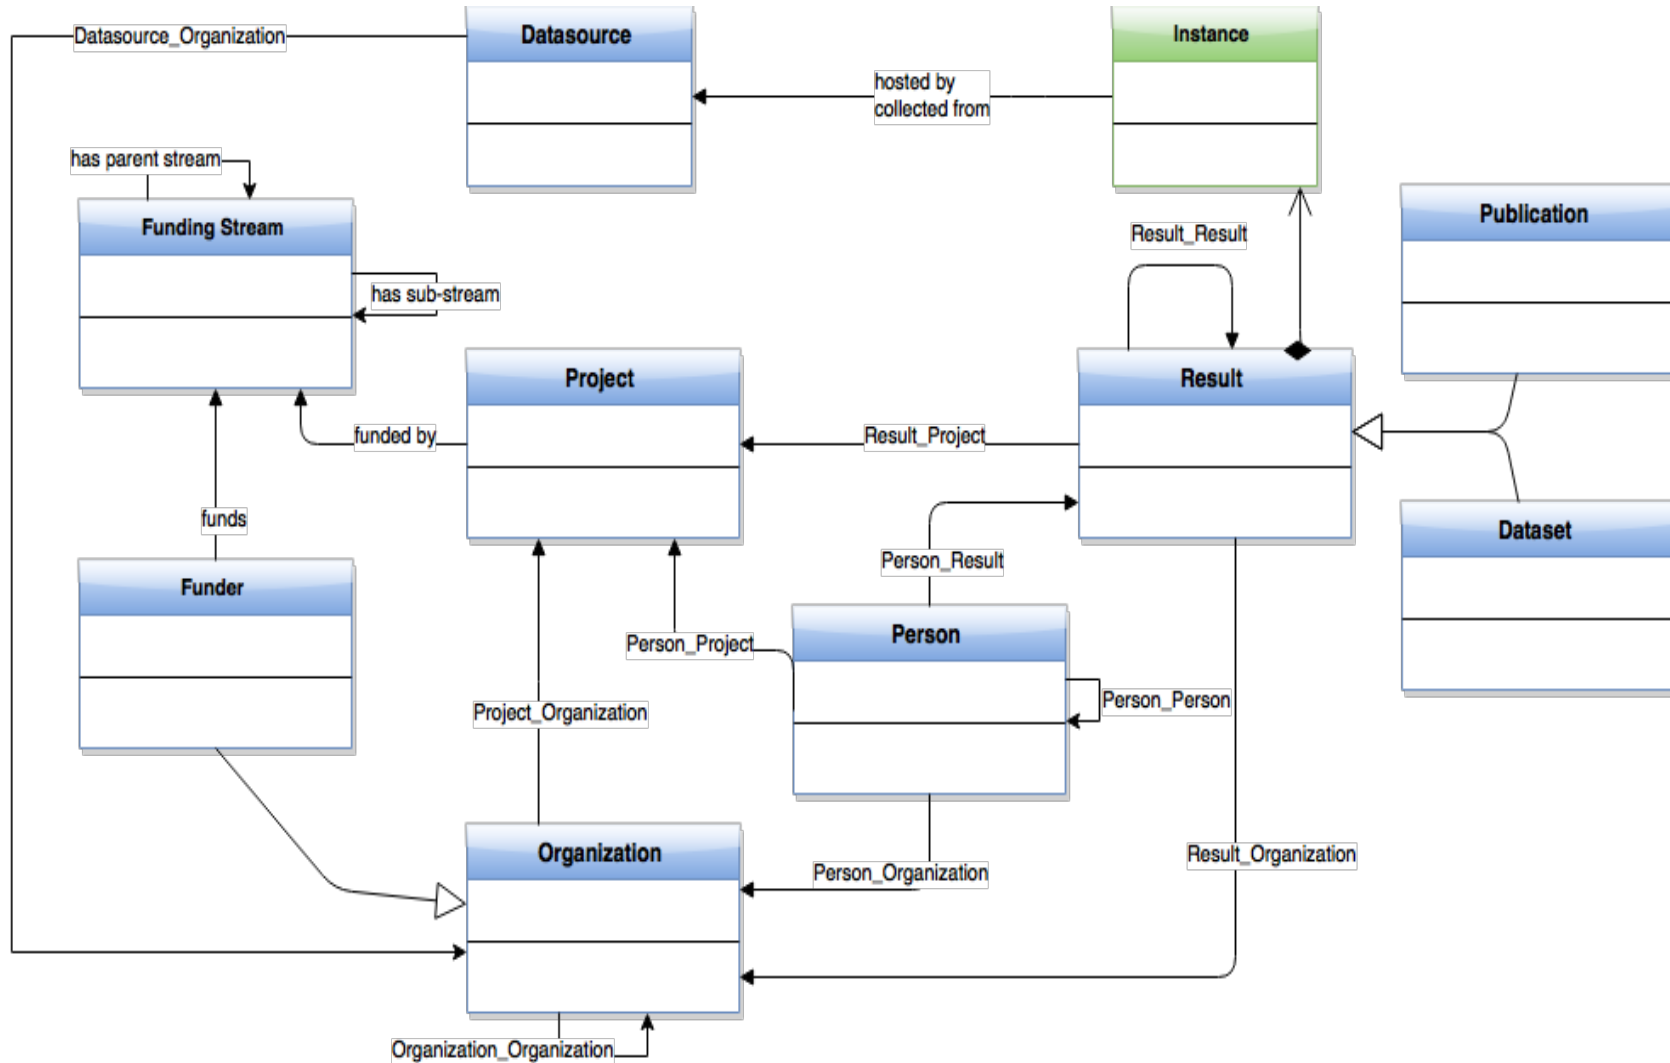 Datasource_Organization
Datasource
Instance
hosted by
collected from
has parent stream
Funding Stream
has sub-stream
Result_Result
Publication
Project
Result
funded by
Result_Project
funds
Funder
Person_Result
Dataset
Person_Project
Person
Person_Person
Project_Organization
Organization
Person_Organization
Result_Organization
Organization_Organization